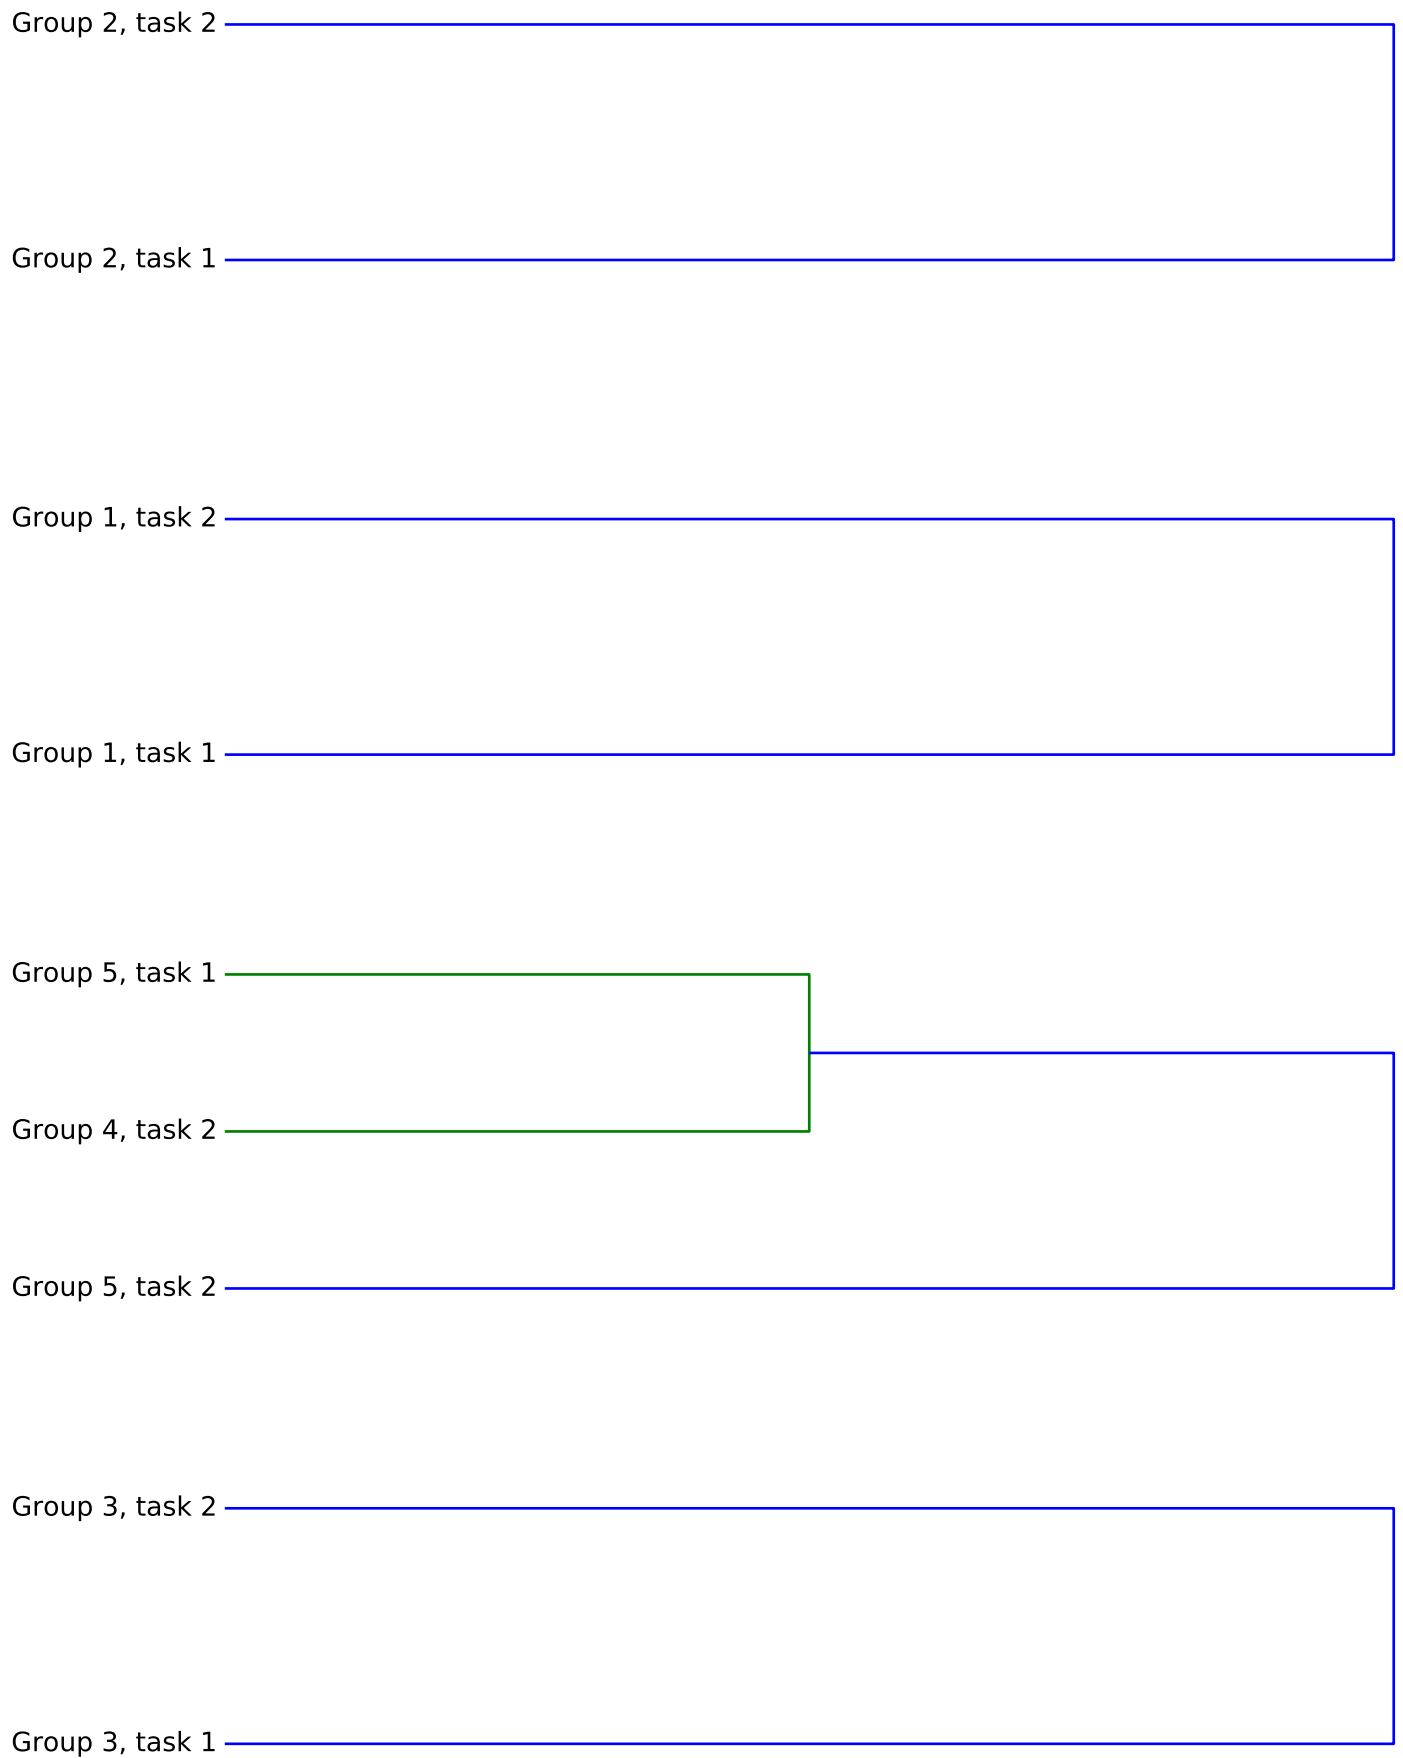 Group 2, task 2
Group 2, task 1
Group 1, task 2
Group 1, task 1
Group 5, task 1
Group 4, task 2
Group 5, task 2
Group 3, task 2
Group 3, task 1